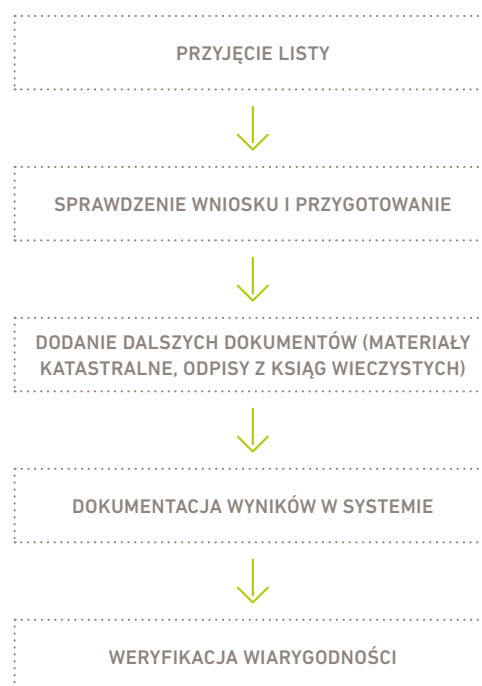 PRZYJĘCIE LISTY
SPRAWDZENIE WNIOSKU I PRZYGOTOWANIE
DODANIE DALSZYCH DOKUMENTÓW (MATERIAŁY
KATASTRALNE, ODPISY Z KSIĄG WIECZYSTYCH)
DOKUMENTACJA WYNIKÓW W SYSTEMIE
WERYFIKACJA WIARYGODNOŚCI